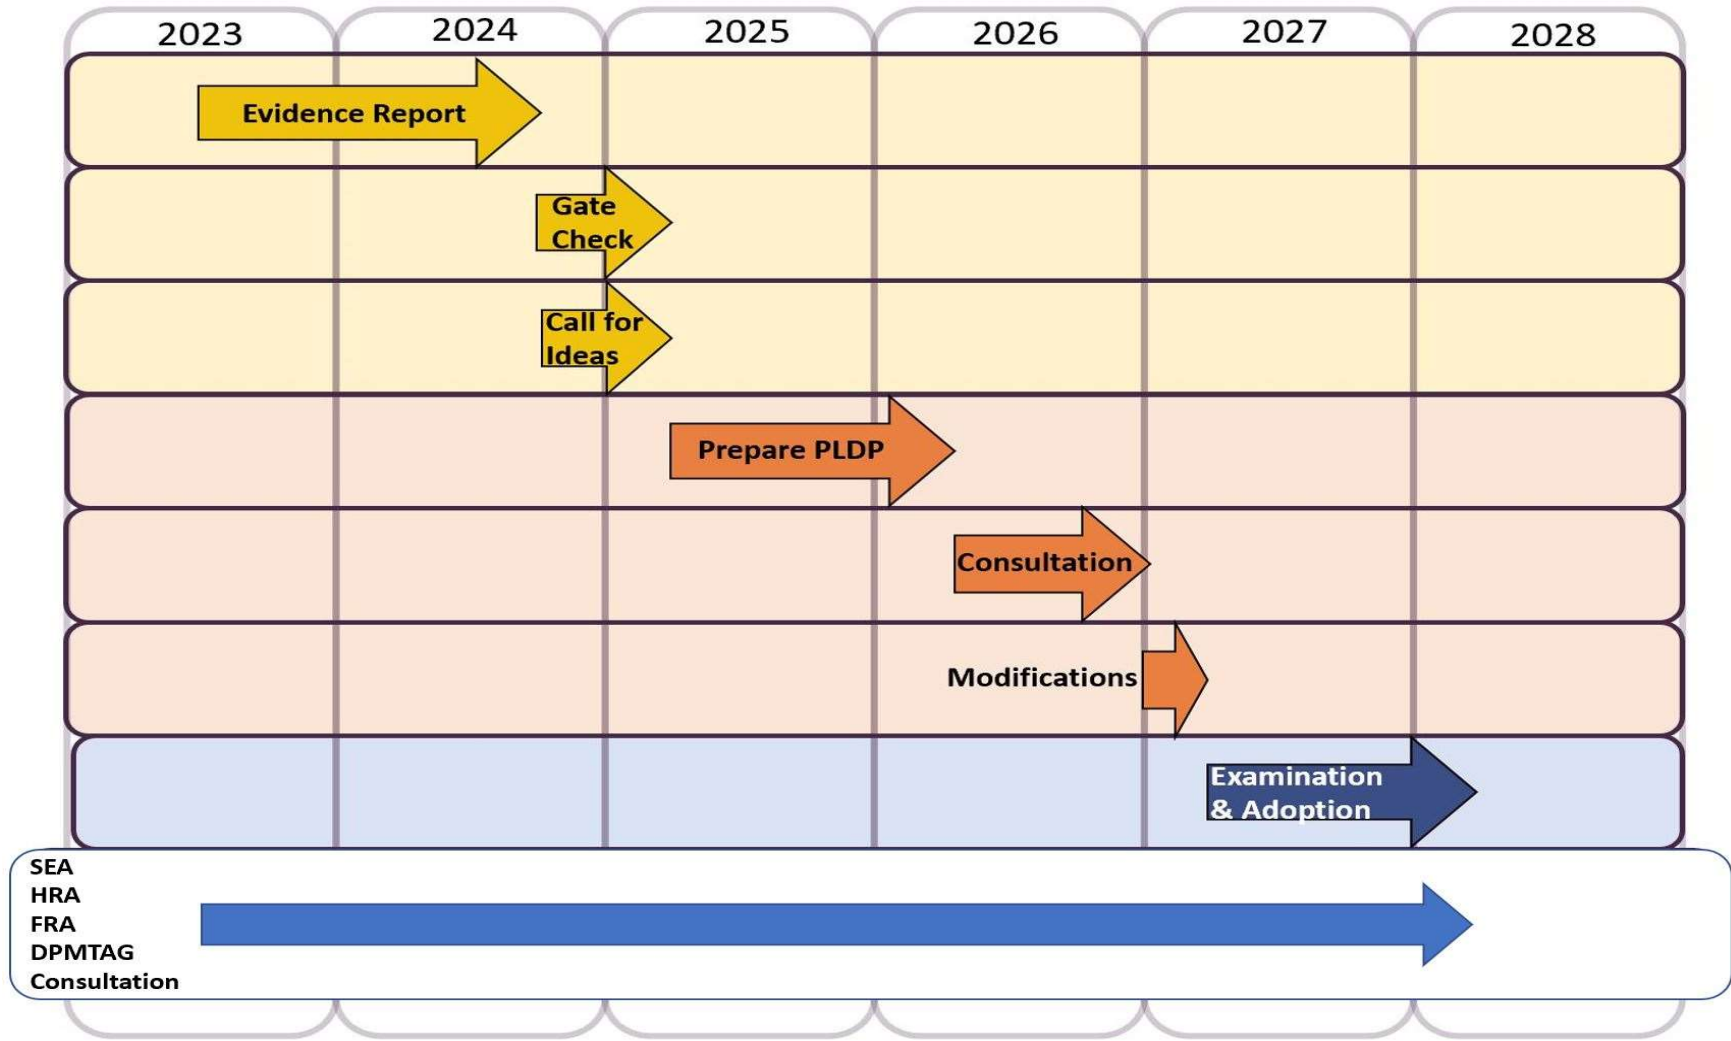 2023 2024 2025 2026 2027 2028
Evidence Report
Gate
Check
Call for
Ideas
Prepare PLDP
Consultation
Modifications
Examination
& Adoption
SEA
HRA
FRA
DPMTAG
Consultation